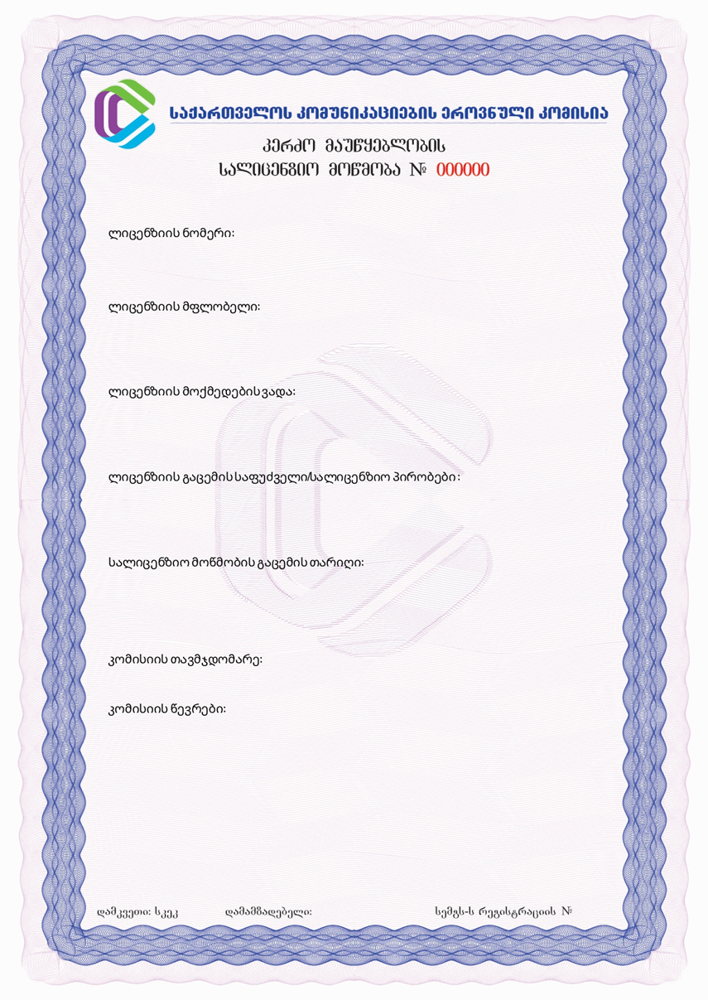 საქართველოს კომუნიკაციების ეროვნული კომისია
კერძო მაუწყებლობის
სალიცენზიო მოწმობა № 000000
ლიცენზიის ნომერი:
ლიცენზიის მფლობელი:
ლიცენზიის მოქმედების ვადა:
ლიცენზიის გაცემის საფუძველი/სალიცენზიო პირობები :
სალიცენზიო მოწმობის გაცემის თარიღი:
კომისიის თავმჯდომარე:
კომისიის წევრები:
დამკვეთი: სკეკ დამამზადებელი: სემგს-ს რეგისტრაციის №